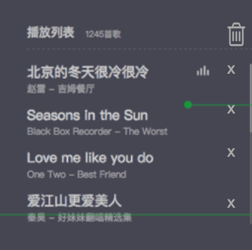 播放列表 1245首歌
北京的冬天很冷很冷 X
赵雷 - 吉姆餐厅
Seasons in the Sun X
Black Box Recorder - The Worst
Love me like you do X
One Two - Best Friend
爱江山更爱美人 X
秦昊 - 好妹妹翻唱精选集